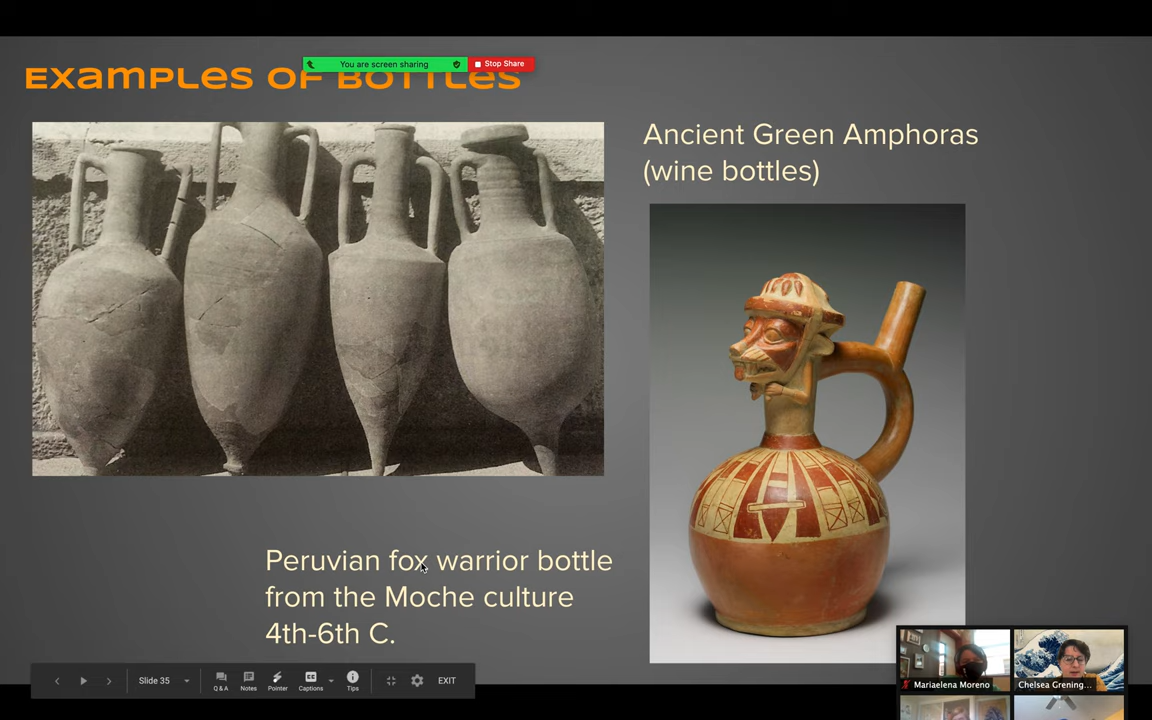 You are screen sharing
Stop Share
Examples of Bottles
Ancient Green Amphoras
(wine bottles)
Peruvian fox warrior bottle
from the Moche culture
4th-6th C.
Slide 35
Q & A
Notes
Pointer
Captions
Tips
EXIT
Mariaelena Moreno
Chelsea Grening...